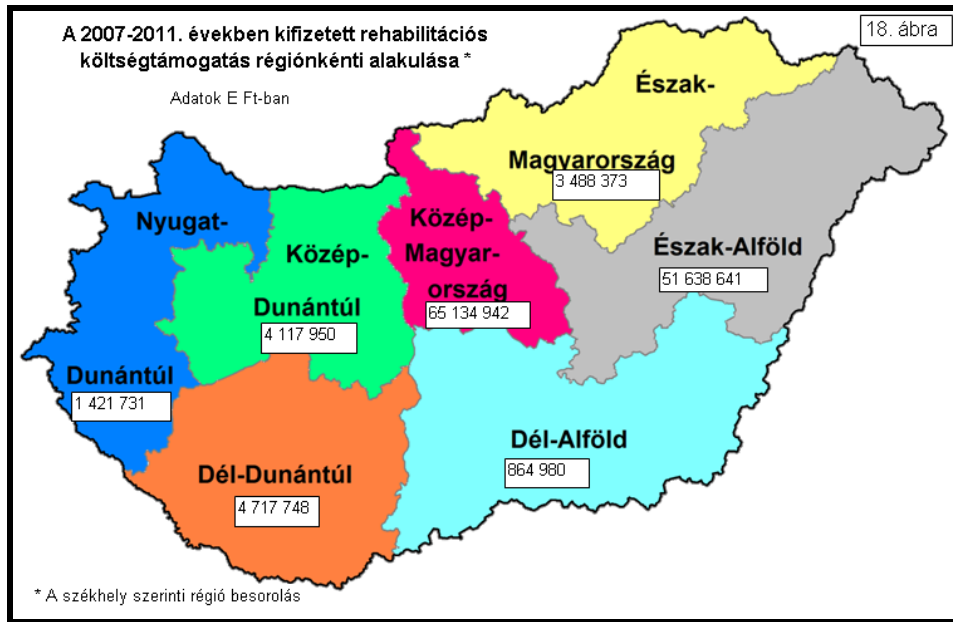 18. ábra
A 2007-2011. években kifizetett rehabilitációs
költségtámogatás régiónkénti alakulása *
Adatok E Ft-ban
Észak-
Magyarország
3 488 373
Nyugat-
Dunántúl
1 421 731
Közép-
Dunántúl
4 117 950
Közép-
Magyar-
ország
65 134 942
Észak-Alföld
51 638 641
Dél-Dunántúl
4 717 748
Dél-Alföld
864 980
* A székhely szerinti régió besorolás